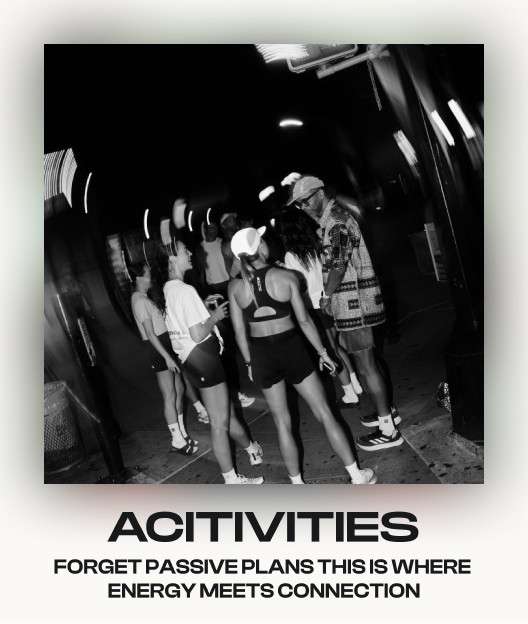 ACITIVITIES
FORGET PASSIVE PLANS THIS IS WHERE
ENERGY MEETS CONNECTION